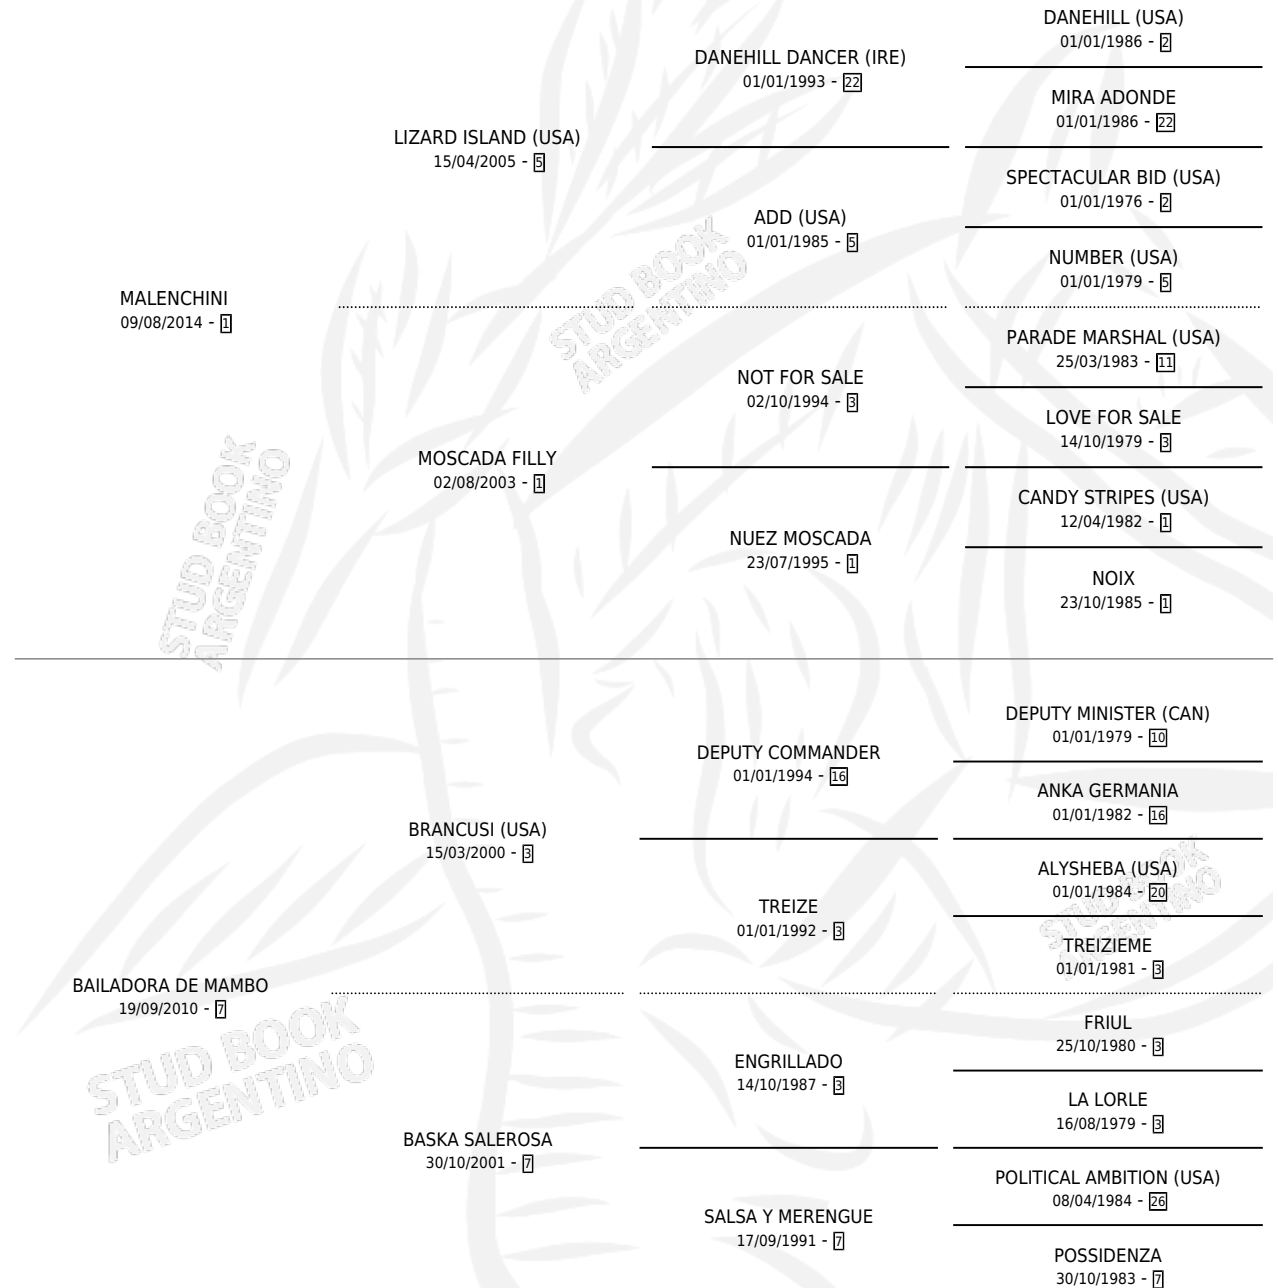 DANEHILL (USA)
01/01/1986 - 2
DANEHILL DANCER (IRE)
01/01/1993 - 22
MIRA ADONDE
01/01/1986 - 22
LIZARD ISLAND (USA)
15/04/2005 - 5
SPECTACULAR BID (USA)
01/01/1976 - 2
ADD (USA)
01/01/1985 - 5
NUMBER (USA)
01/01/1979 - 5
MALENCHINI
09/08/2014 - 1
PARADE MARSHAL (USA)
25/03/1983 - 11
NOT FOR SALE
02/10/1994 - 3
LOVE FOR SALE
14/10/1979 - 3
MOSCADA FILLY
02/08/2003 - 1
CANDY STRIPES (USA)
12/04/1982 - 1
NUEZ MOSCADA
23/07/1995 - 1
NOIX
23/10/1985 - 1
STUD BOOK
ARGENTINO
STUD BOOK
ARGENTINO
DEPUTY MINISTER (CAN)
01/01/1979 - 10
DEPUTY COMMANDER
01/01/1994 - 16
ANKA GERMANIA
01/01/1982 - 16
BRANCUSI (USA)
15/03/2000 - 3
ALYSHEBA (USA)
01/01/1984 - 20
TREIZE
01/01/1992 - 3
TREIZIEME
01/01/1981 - 3
BAILADORA DE MAMBO
19/09/2010 - 7
FRIUL
25/10/1980 - 3
ENGRILLADO
14/10/1987 - 3
LA LORLE
16/08/1979 - 3
BASKA SALEROSA
30/10/2001 - 7
POLITICAL AMBITION (USA)
08/04/1984 - 26
SALSA Y MERENGUE
17/09/1991 - 7
POSSIDENZA
30/10/1983 - 7
STUD BOOK
ARGENTINO
STUD BOOK
ARGENTINO